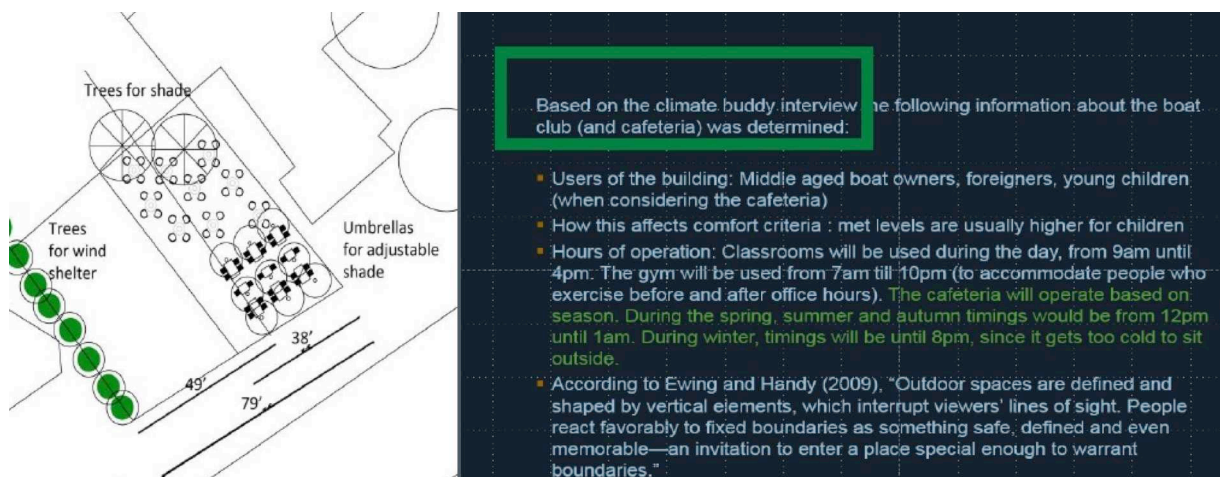 Trees for shade
Trees
for wind
shelter
Umbrellas
for adjustable
shade
38'
49'
79'
Based on the climate buddy interview he following information about the boat
club (and cafeteria) was determined:
Users of the building: Middle aged boat owners, foreigners, young children
(when considering the cafeteria)
How this affects comfort criteria : met levels are usually higher for children
Hours of operation: Classrooms will be used during the day, from 9am until
4pm. The gym will be used from 7am till 10pm (to accommodate people who
exercise before and after office hours). The cafeteria will operate based on
season. During the spring, summer and autumn timings would be from 12pm
until 1am. During winter, timings will be until 8pm, since it gets too cold to sit
outside.
According to Ewing and Handy (2009), “Outdoor spaces are defined and
shaped by vertical elements, which interrupt viewers’ lines of sight. People
react favorably to fixed boundaries as something safe, defined and even
memorable—an invitation to enter a place special enough to warrant
boundaries.”